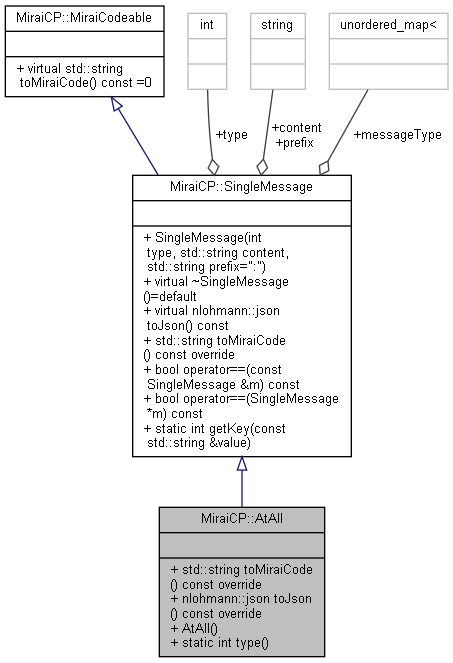 MiraiCP::MiraiCodeable
+ virtual std::string
toMiraiCode() const =0
int
string
unordered_map<
+type
+content
+prefix
+messageType
MiraiCP::SingleMessage
+ SingleMessage(int
type, std::string content,
std::string prefix=":")
+ virtual ~SingleMessage
()=default
+ virtual nlohmann::json
toJson() const
+ std::string toMiraiCode
() const override
+ bool operator==(const
SingleMessage &m) const
+ bool operator==(SingleMessage
*m) const
+ static int getKey(const
std::string &value)
MiraiCP::AtAll
+ std::string toMiraiCode
() const override
+ nlohmann::json toJson
() const override
+ AtAll()
+ static int type()